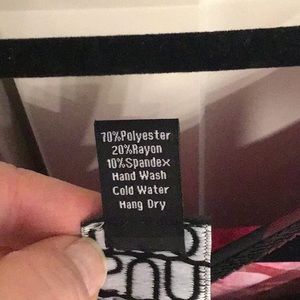 70%Polyester
20%Rayon
10%Spandex
Hand Wash
Cold Water
Hang Dry